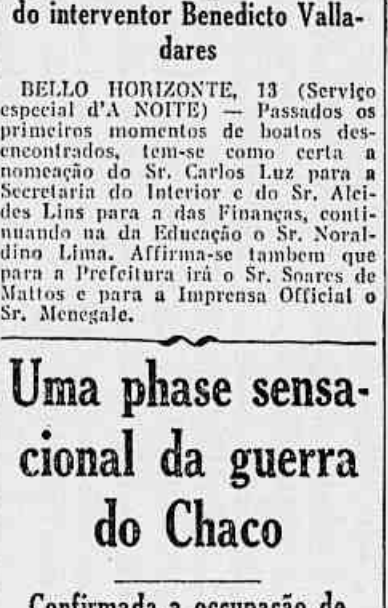 do interventor Benedicto Valla-
dares
BELLO HORIZONTE, 13 (Serviço
especial d'A NOITE) — Passados os
primeiros momentos de boatos des-
encontrados, tem-se como certa a
nomeação do Sr. Carlos Luz para a
Secretaria do Interior e do Sr. Alci-
des Lins para a das Finanças, conti-
nuando na da Educação o Sr. Noral-
dino Lima. Affirma-se tambem que
para a Prefeitura irá o Sr. Soares de
Mattos e para a Imprensa Official o
Sr. Menegale.
Uma phase sensa-
cional da guerra
do Chaco
Confirmada a occupação de